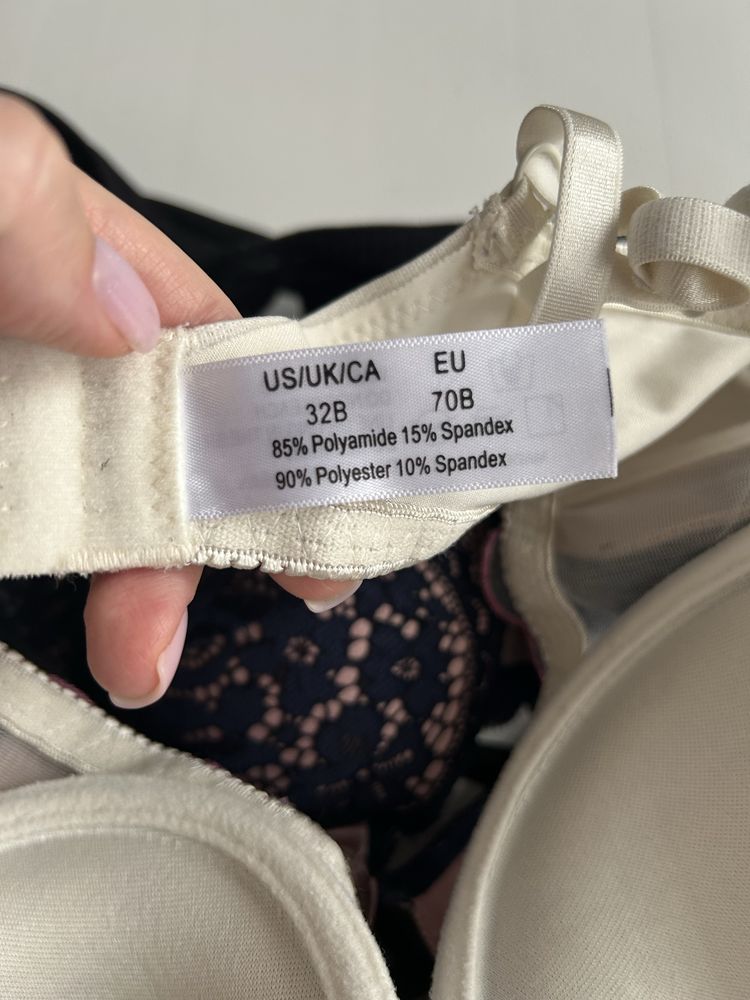 US/UK/CA EU
32B 70B
85% Polyamide 15% Spandex
90% Polyester 10% Spandex